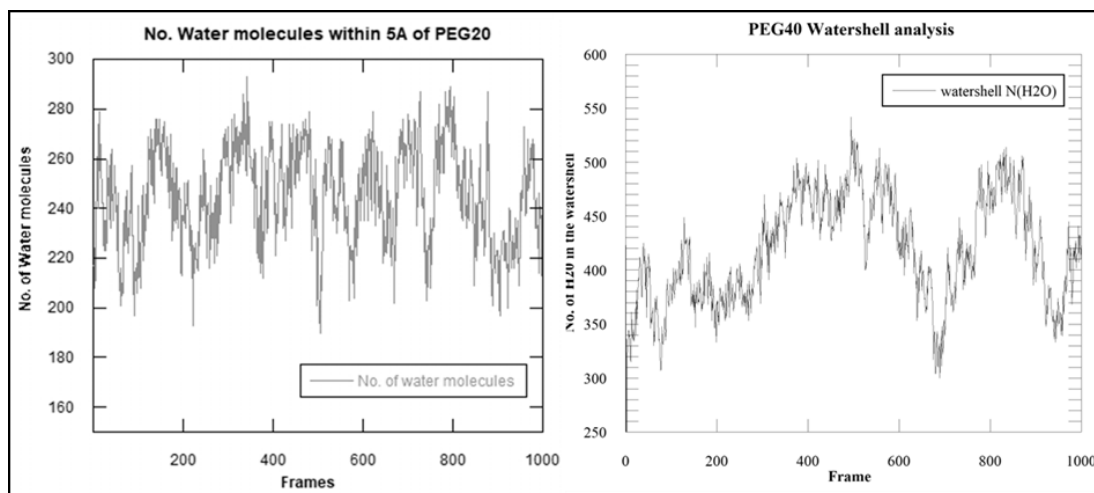 No. Water molecules within 5A of PEG20
300
280
260
240
220
200
180
160
No. of Water molecules
No. of water molecules
200 400 600 800 1000
Frames
PEG40 Watershell analysis
600
550
500
450
400
350
300
250
No. of H20 in the watershell
watershell N(H2O)
0 200 400 600 800 1000
Frame